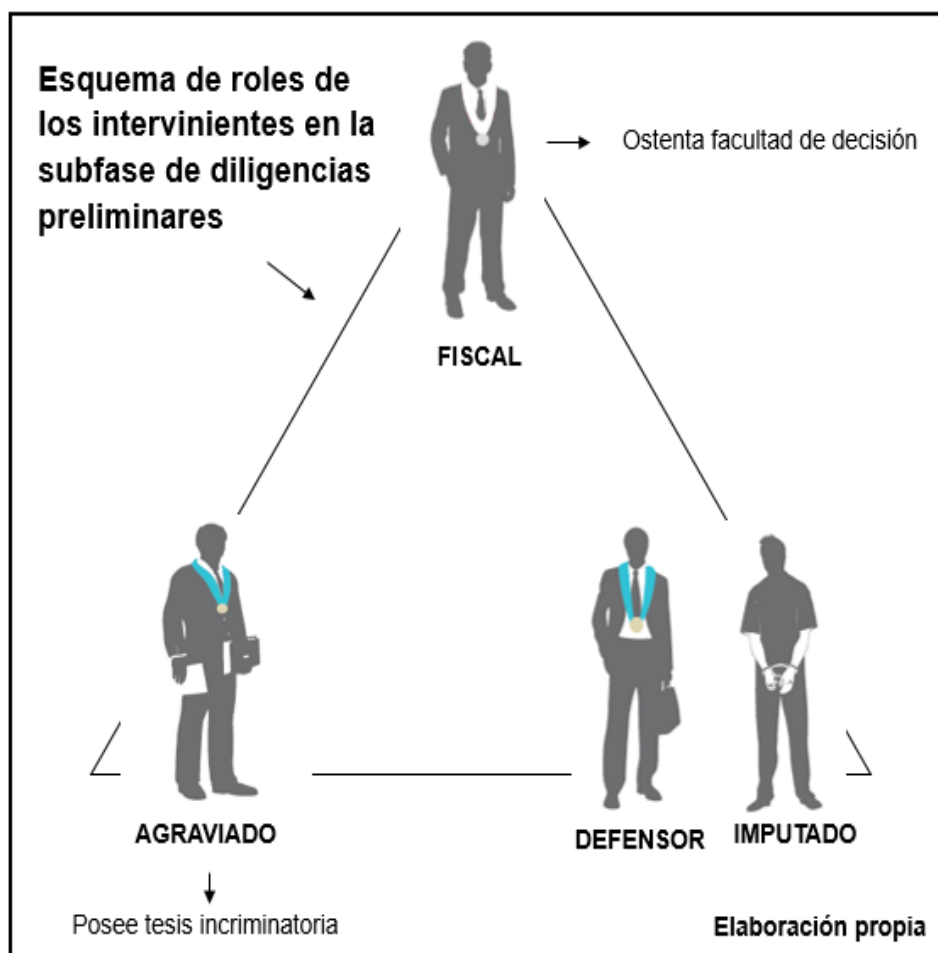 Esquema de roles de
los intervinientes en la
subfase de diligencias
preliminares
Ostenta facultad de decisión
FISCAL
AGRAVIADO
DEFENSOR
IMPUTADO
Posee tesis incriminatoria
Elaboración propia